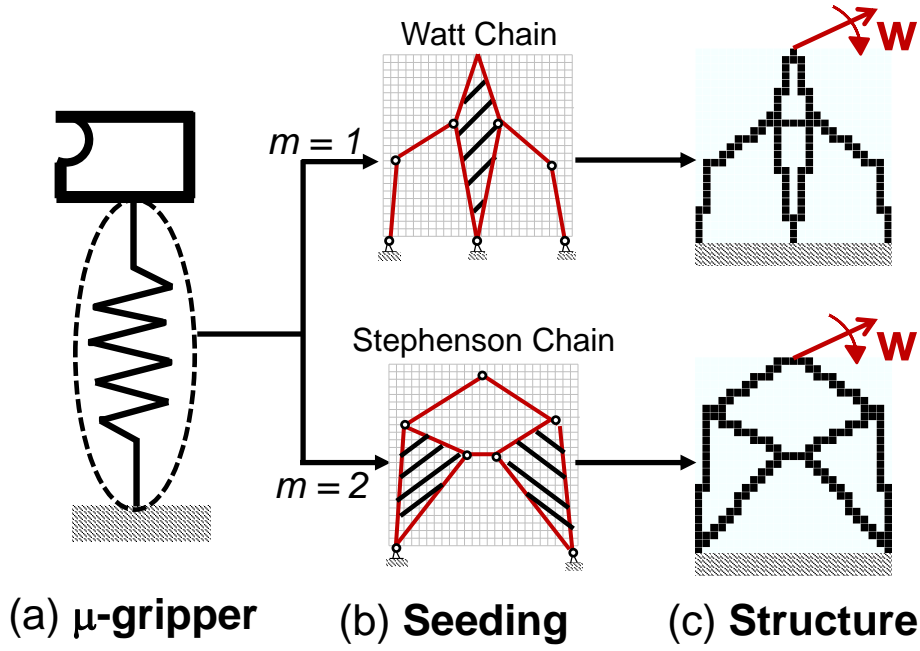 Watt Chain
W
m = 1
Stephenson Chain
W
m = 2
(a) μ-gripper
(b) Seeding
(c) Structure